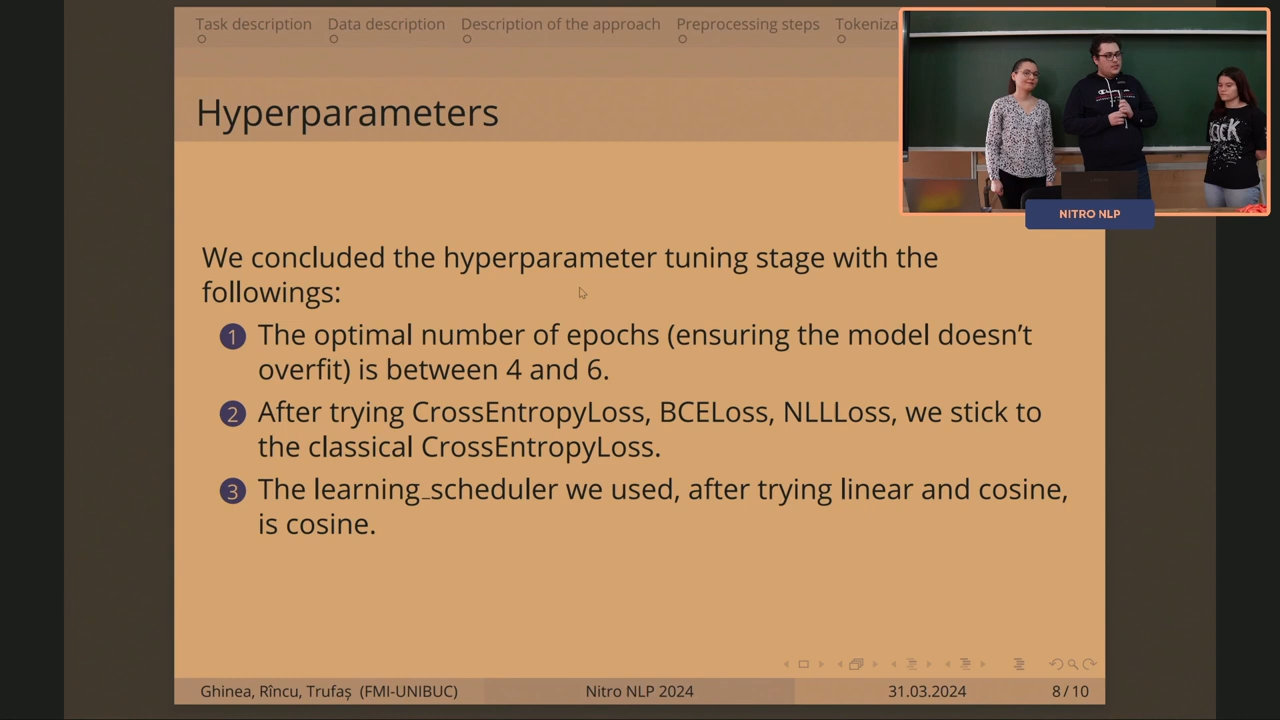 Task description Data description Description of the approach Preprocessing steps Tokeniza
Hyperparameters
NITRO NLP
We concluded the hyperparameter tuning stage with the
followings:
1 The optimal number of epochs (ensuring the model doesn't
overfit) is between 4 and 6.
2 After trying CrossEntropyLoss, BCELoss, NLLLoss, we stick to
the classical CrossEntropyLoss.
3 The learning_scheduler we used, after trying linear and cosine,
is cosine.
Ghinea, Rîncu, Trufaș (FMI-UNIBUC) Nitro NLP 2024 31.03.2024 8 / 10